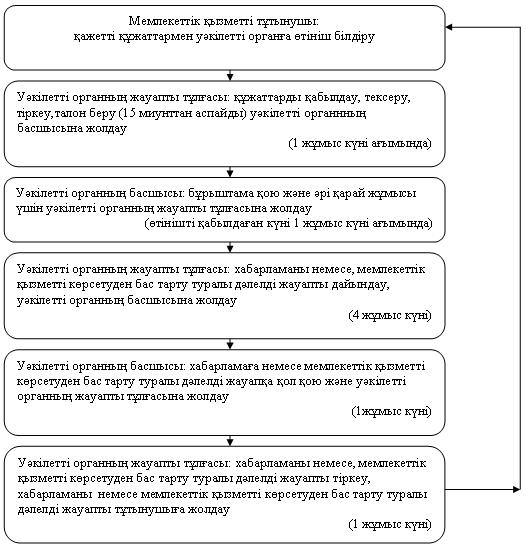 Мемлекеттік қызметті тұтынушы:
қажетті құжаттармен уәкілетті органға өтініш білдіру
Уәкілетті органның жауапты тұлғасы: құжаттарды қабылдау, тексеру,
тіркеу, талон беру (15 миунттан аспайды) уәкілетті органнның
басшысына жолдау
(1 жұмыс күні ағымында)
Уәкілетті органның басшысы: бұрыштама қою және әрі қарай жұмысы
үшін уәкілетті органның жауапты тұлғасына жолдау
(өтінішті қабылдаған күні 1 жұмыс күні ағымында)
Уәкілетті органның жауапты тұлғасы: хабарламаны немесе, мемлекеттік
қызметті көрсетуден бас тарту туралы дәлелді жауапты дайындау,
уәкілетті органның басшысына жолдау
(4 жұмыс күні)
Уәкілетті органның басшысы: хабарламаға немесе мемлекеттік қызметті
көрсетуден бас тарту туралы дәлелді жауапқа қол қою және уәкілетті
органның жауапты тұлғасына жолдау
(1жұмыс күні)
Уәкілетті органның жауапты тұлғасы: хабарламаны немесе, мемлекеттік
қызметті көрсетуден бас тарту туралы дәлелді жауапты тіркеу,
хабарламаны немесе мемлекеттік қызметті көрсетуден бас тарту туралы
дәлелді жауапты тұтынушыға жолдау
(1 жұмыс күні)